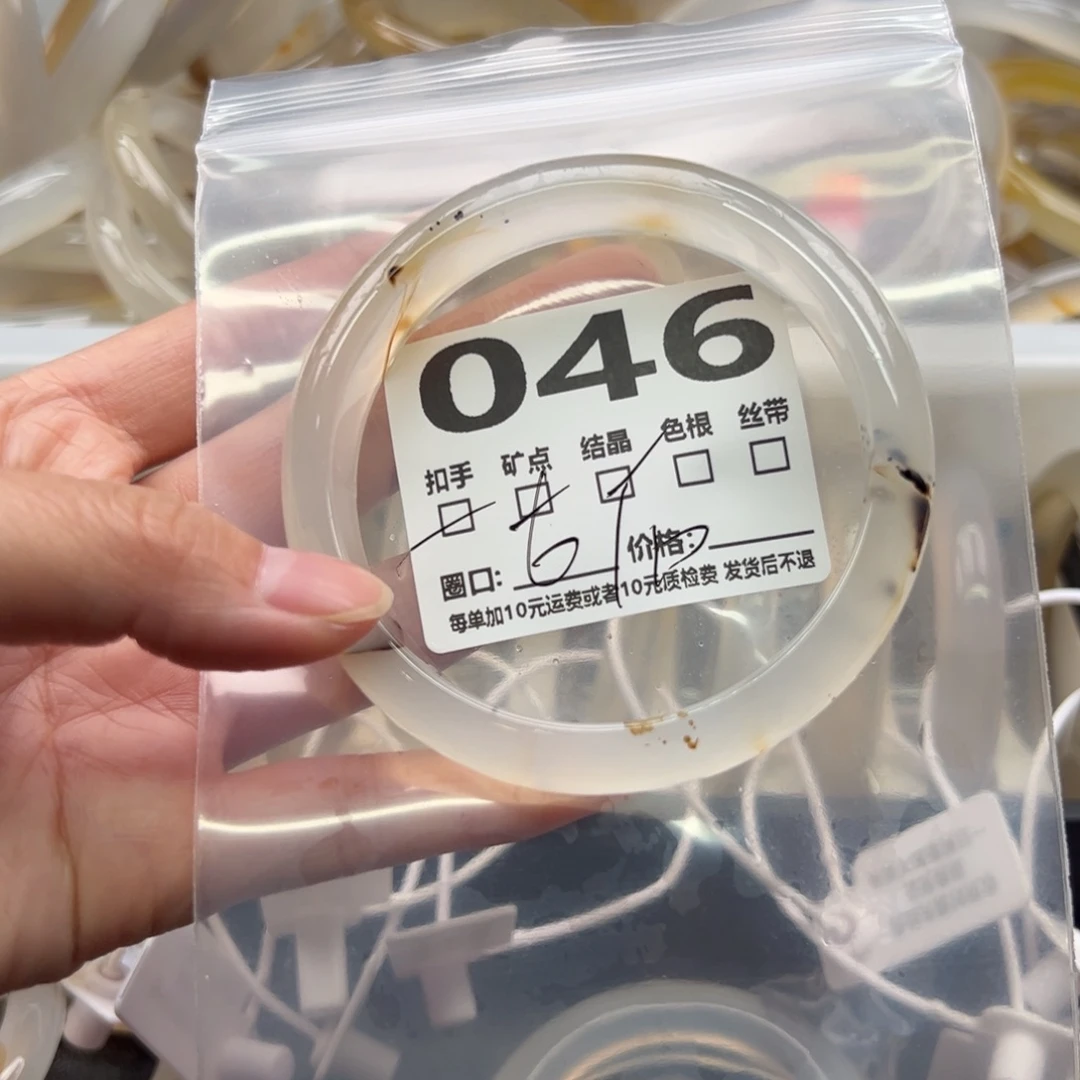 046
扣手 矿点 结晶 色根 丝带
圈口: 61 价格:
每单加10元运费或者10元质检费 发货后不退